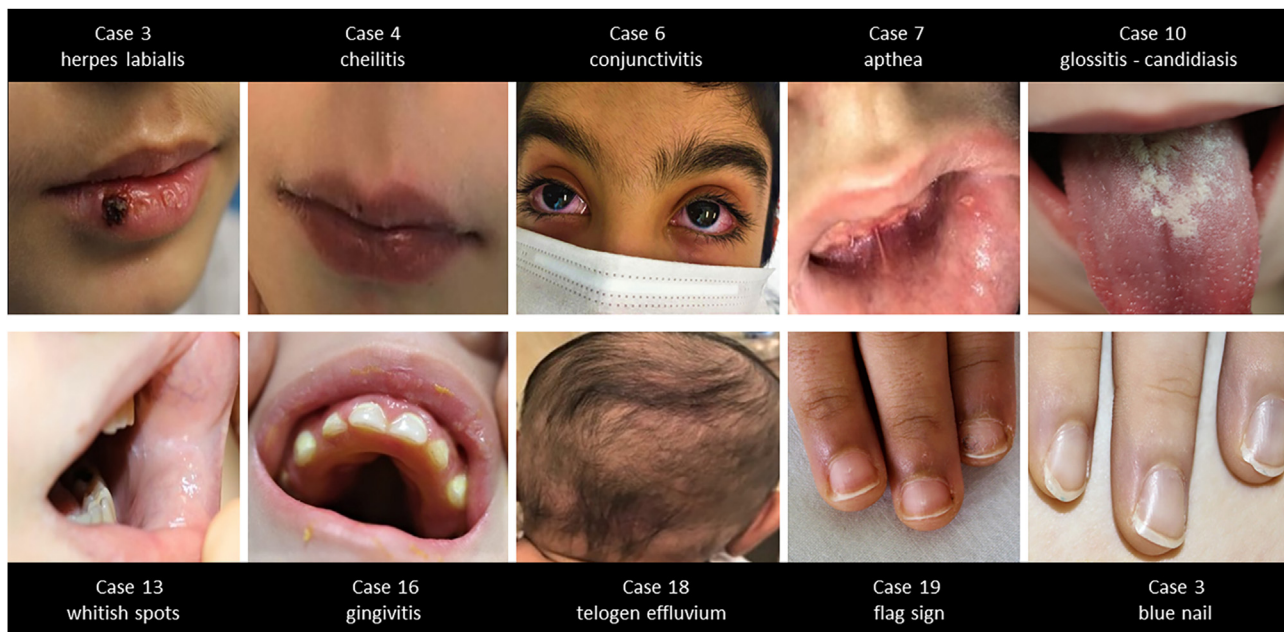 Case 3
herpes labialis
Case 4
cheilitis
Case 6
conjunctivitis
Case 7
apthea
Case 10
glossitis - candidiasis
Case 13
whitish spots
Case 16
gingivitis
Case 18
telogen effluvium
Case 19
flag sign
Case 3
blue nail